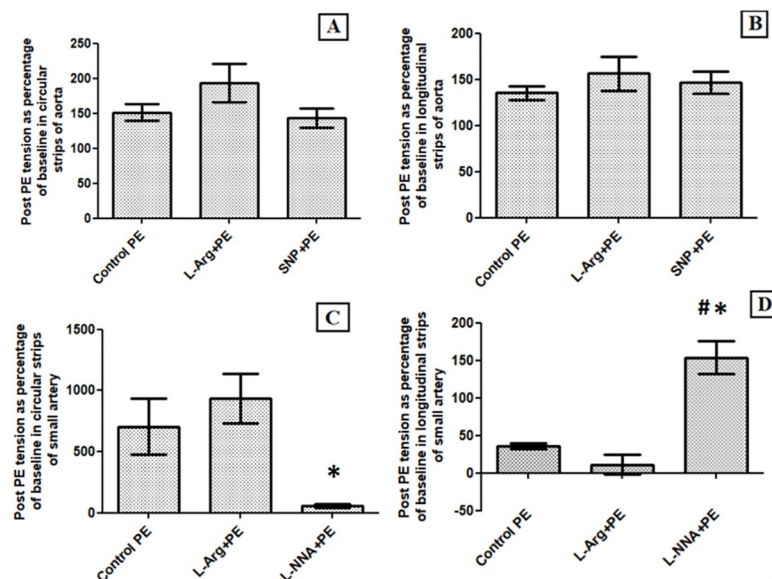 A
Post PE tension as percentage
of baseline in circular
strips of aorta
250
200
150
100
50
0
Control PE
L-Arg+PE
SNP+PE
B
Post PE tension as percentage
of baseline in longitudinal
strips of aorta
200
150
100
50
0
Control PE
L-Arg+PE
SNP+PE
C
Post PE tension as percentage
of baseline in circular strips of
small artery
1500
1000
500
0
*
Control PE
L-Arg+PE
L-NNA+PE
D
Post PE tension as percentage
of baseline in longitudinal strips
of small artery
200
150
100
50
0
-50
# *
Control PE
L-Arg+PE
L-NNA+PE